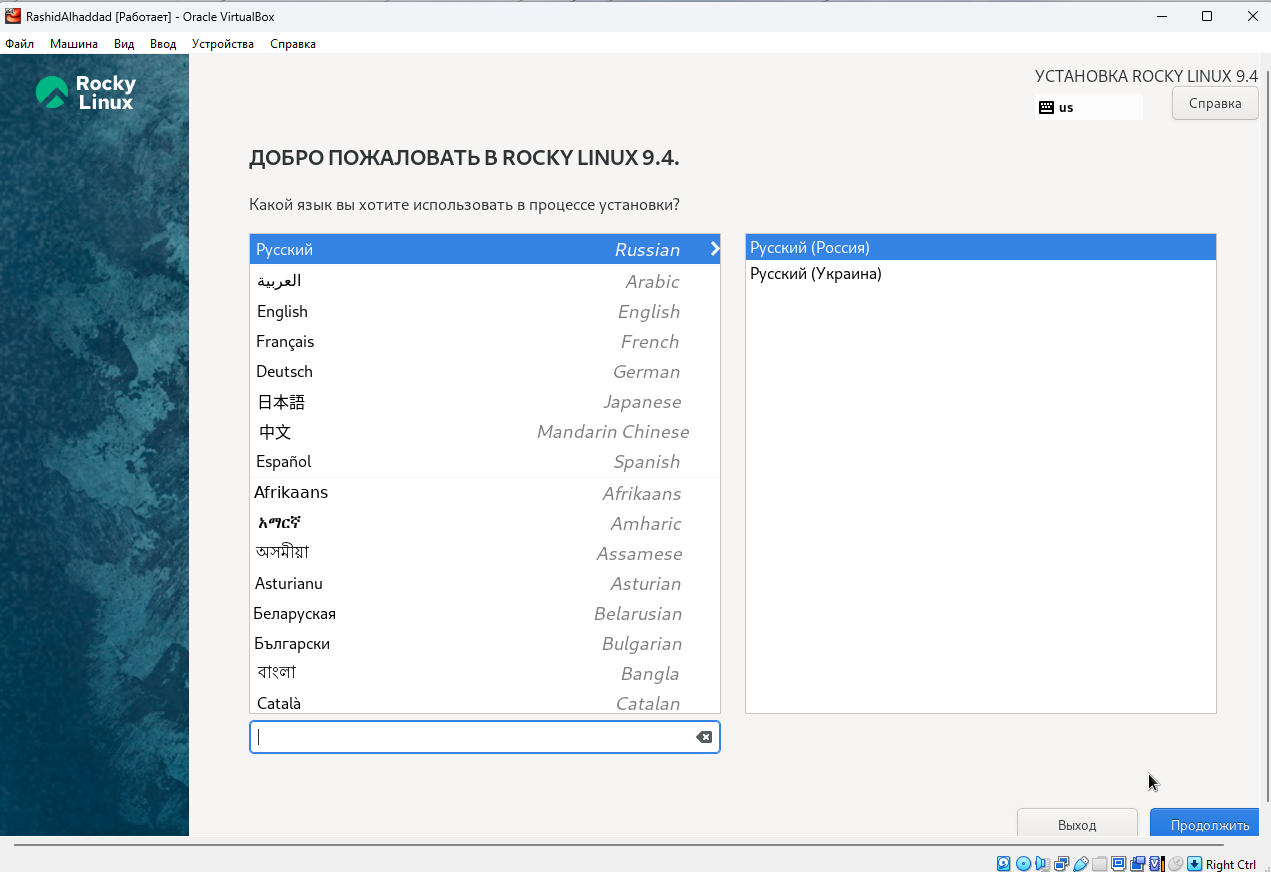 RashidAlhaddad [Работает] - Oracle VirtualBox
Файл Машина Вид Ввод Устройства Справка
Rocky
Linux
УСТАНОВКА ROCKY LINUX 9.4
us
Справка
ДОБРО ПОЖАЛОВАТЬ В ROCKY LINUX 9.4.
Какой язык вы хотите использовать в процессе установки?
Русский Russian
العربية Arabic
English English
Français French
Deutsch German
日本語 Japanese
中文 Mandarin Chinese
Español Spanish
Afrikaans Afrikaans
አማርኛ Amharic
অসমীয়া Assamese
Asturianu Asturian
Беларуская Belarusian
Български Bulgarian
বাংলা Bangla
Català Catalan
Русский (Россия)
Русский (Украина)
Выход
Продолжить
Right Ctrl